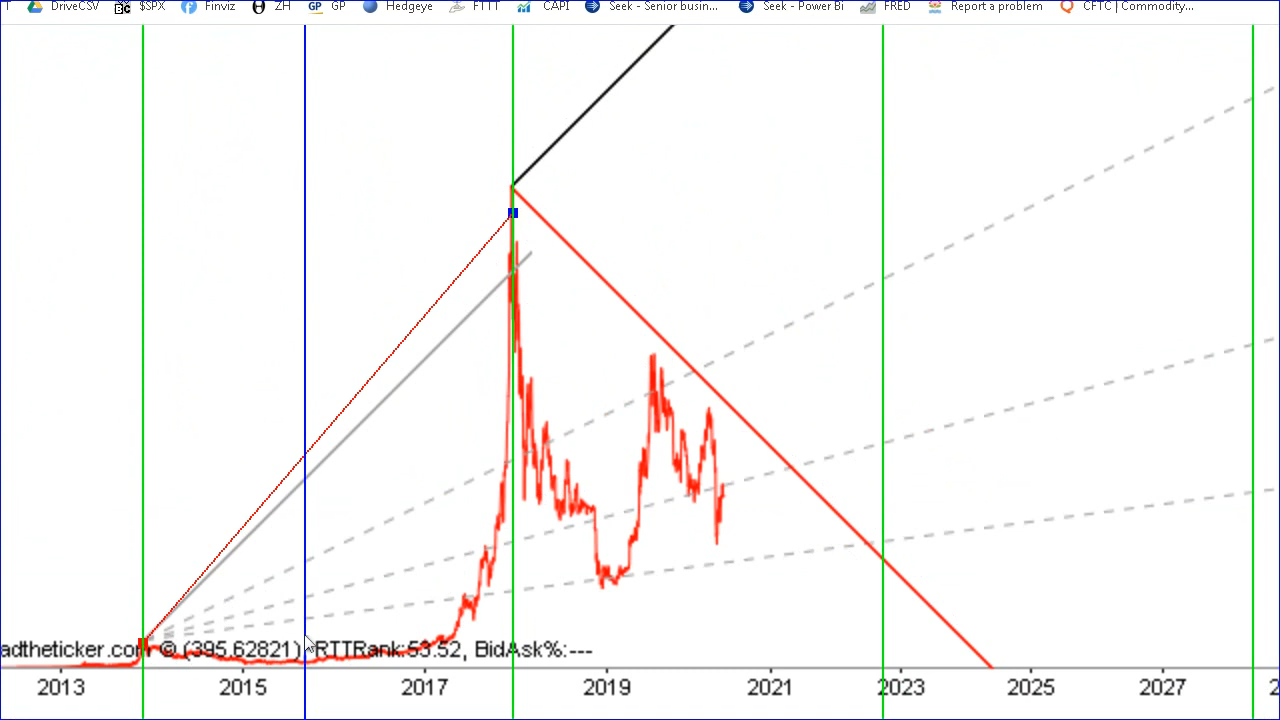 DriveCSV $SPX Finviz ZH GP GP Hedgeye FTTT CAPI Seek - Senior busin... Seek - Power Bi FRED Report a problem CFTC | Commodity...
adtheticker.com © (395.62821) RTTRank:53.52, BidAsk%:---
2013 2015 2017 2019 2021 2023 2025 2027